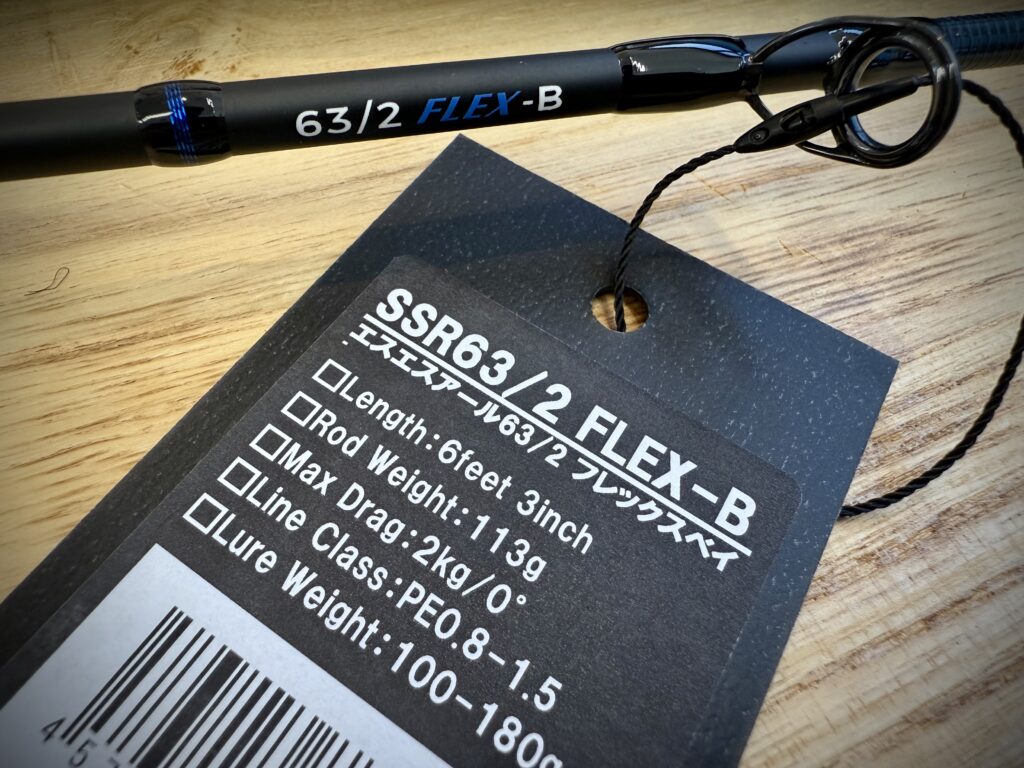 63/2 FLEX-B
SSR63/2 FLEX-B
エスエスアール63/2 フレックスベイ
□Length:6feet 3inch
□Rod Weight:113g
□Max Drag:2kg/0°
□Line Class:PE0.8-1.5
□Lure Weight:100-180g
4 57